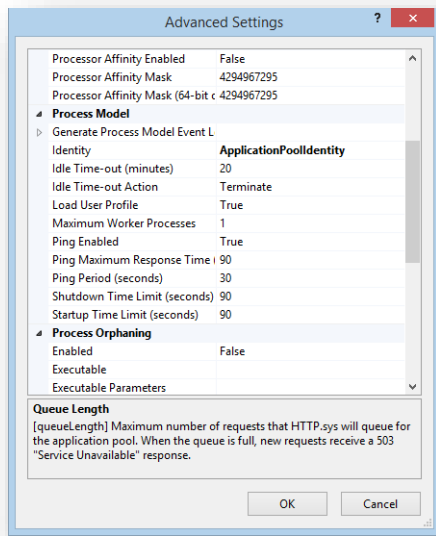 Advanced Settings
?
Processor Affinity Enabled False
Processor Affinity Mask 4294967295
Processor Affinity Mask (64-bit c 4294967295
Process Model
Generate Process Model Event L
Identity ApplicationPoolIdentity
Idle Time-out (minutes) 20
Idle Time-out Action Terminate
Load User Profile True
Maximum Worker Processes 1
Ping Enabled True
Ping Maximum Response Time ( 90
Ping Period (seconds) 30
Shutdown Time Limit (seconds) 90
Startup Time Limit (seconds) 90
Process Orphaning
Enabled False
Executable
Executable Parameters
Queue Length
[queueLength] Maximum number of requests that HTTP.sys will queue for
the application pool. When the queue is full, new requests receive a 503
"Service Unavailable" response.
OK Cancel